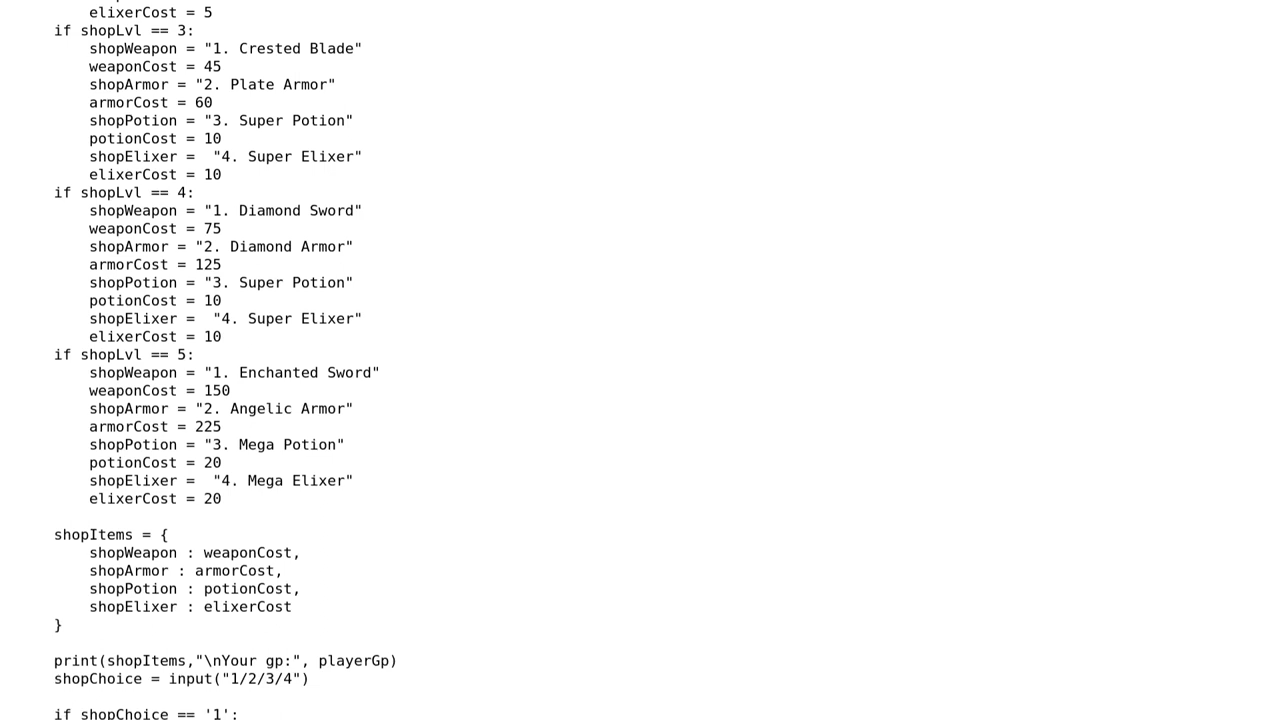 elixerCost = 5
if shopLvl == 3:
shopWeapon = "1. Crested Blade"
weaponCost = 45
shopArmor = "2. Plate Armor"
armorCost = 60
shopPotion = "3. Super Potion"
potionCost = 10
shopElixer =  "4. Super Elixer"
elixerCost = 10
if shopLvl == 4:
shopWeapon = "1. Diamond Sword"
weaponCost = 75
shopArmor = "2. Diamond Armor"
armorCost = 125
shopPotion = "3. Super Potion"
potionCost = 10
shopElixer =  "4. Super Elixer"
elixerCost = 10
if shopLvl == 5:
shopWeapon = "1. Enchanted Sword"
weaponCost = 150
shopArmor = "2. Angelic Armor"
armorCost = 225
shopPotion = "3. Mega Potion"
potionCost = 20
shopElixer =  "4. Mega Elixer"
elixerCost = 20
shopItems = {
shopWeapon : weaponCost,
shopArmor : armorCost,
shopPotion : potionCost,
shopElixer : elixerCost
}
print(shopItems,"\nYour gp:", playerGp)
shopChoice = input("1/2/3/4")
if shopChoice == '1':